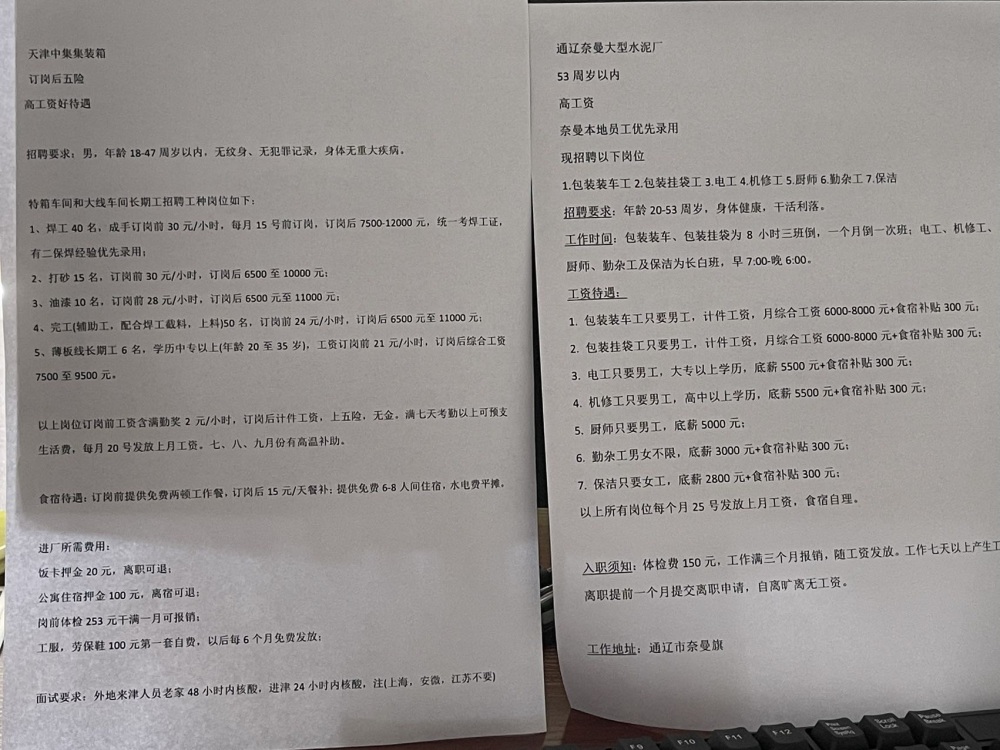 天津中集集装箱
订岗后五险
高工资好待遇
招聘要求：男，年龄 18-47 周岁以内，无纹身、无犯罪记录，身体无重大疾病。
特箱车间和大线车间长期工招聘工种岗位如下：
1、焊工 40 名，成手订岗前 30 元/小时，每月 15 号前订岗，订岗后 7500-12000 元，统一考焊工证，
有二保焊经验优先录用；
2、打砂 15 名，订岗前 30 元/小时，订岗后 6500 至 10000 元；
3、油漆 10 名，订岗前 28 元/小时，订岗后 6500 元至 11000 元；
4、完工(辅助工，配合焊工截料，上料)50 名，订岗前 24 元/小时，订岗后 6500 元至 11000 元；
5、薄板线长期工 6 名，学历中专以上(年龄 20 至 35 岁)，工资订岗前 21 元/小时，订岗后综合工资
7500 至 9500 元。
以上岗位订岗前工资含满勤奖 2 元/小时，订岗后计件工资，上五险，无金。满七天考勤以上可预支
生活费，每月 20 号发放上月工资。七、八、九月份有高温补助。
食宿待遇：订岗前提供免费两顿工作餐，订岗后 15 元/天餐补；提供免费 6-8 人间住宿，水电费平摊，
进厂所需费用：
饭卡押金 20 元，离职可退；
公寓住宿押金 100 元，离宿可退；
岗前体检 253 元干满一月可报销；
工服，劳保鞋 100 元第一套自费，以后每 6 个月免费发放；
面试要求：外地来津人员老家 48 小时内核酸，进津 24 小时内核酸，注(上海，安微，江苏不要)
通辽奈曼大型水泥厂
53 周岁以内
高工资
奈曼本地员工优先录用
现招聘以下岗位
1.包装装车工 2.包装挂袋工 3.电工 4.机修工 5.厨师 6.勤杂工 7.保洁
招聘要求：年龄 20-53 周岁，身体健康，干活利落。
工作时间：包装装车、包装挂袋为 8 小时三班倒，一个月倒一次班；电工、机修工、
厨师、勤杂工及保洁为长白班，早 7:00-晚 6:00。
工资待遇：
1. 包装装车工只要男工，计件工资，月综合工资 6000-8000 元+食宿补贴 300 元；
2. 包装挂袋工只要男工，计件工资，月综合工资 6000-8000 元+食宿补贴 300 元；
3. 电工只要男工，大专以上学历，底薪 5500 元+食宿补贴 300 元；
4. 机修工只要男工，高中以上学历，底薪 5500 元+食宿补贴 300 元；
5. 厨师只要男工，底薪 5000 元；
6. 勤杂工男女不限，底薪 3000 元+食宿补贴 300 元；
7. 保洁只要女工，底薪 2800 元+食宿补贴 300 元；
以上所有岗位每个月 25 号发放上月工资，食宿自理。
入职须知：体检费 150 元，工作满三个月报销，随工资发放。工作七天以上产生工
离职提前一个月提交离职申请，自离旷离无工资。
工作地址：通辽市奈曼旗
F9 F10 F11 F12 Scroll Lock Pause Break